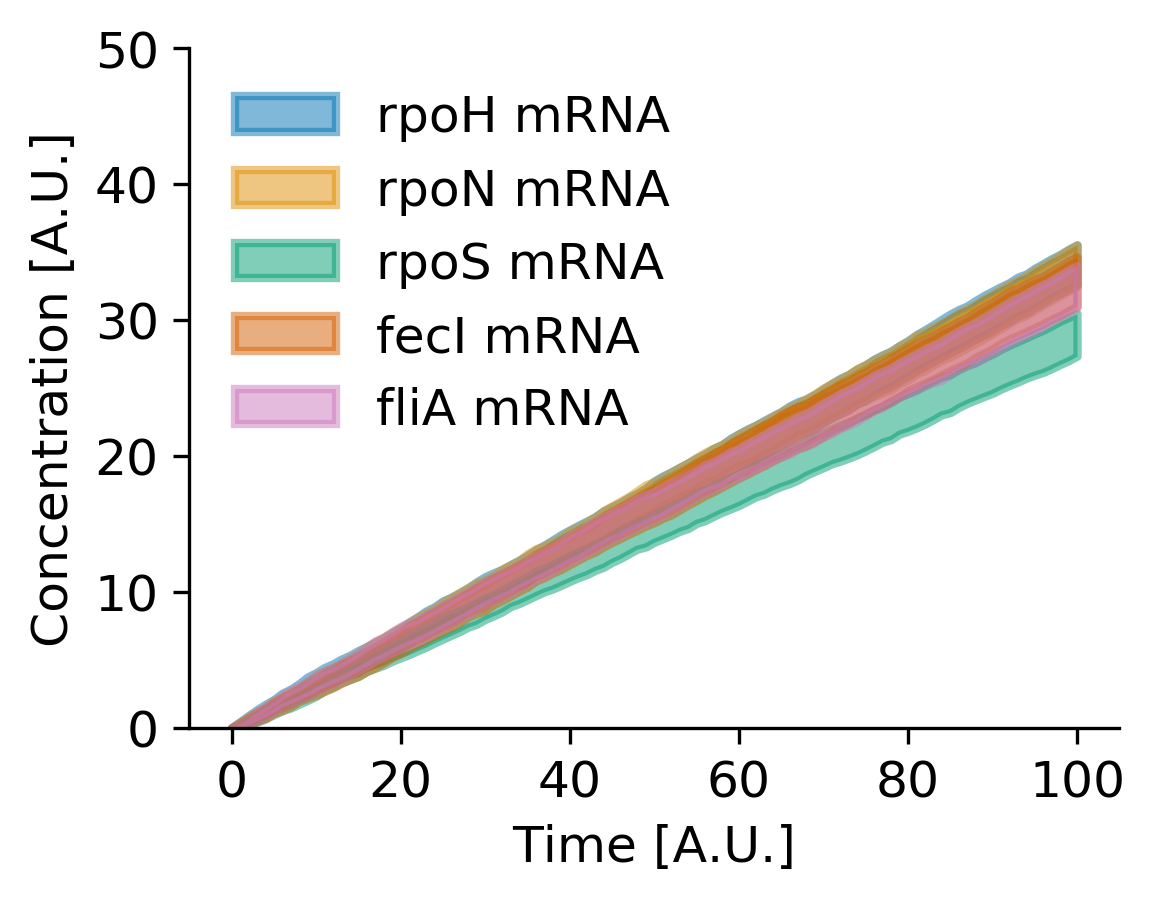 Concentration [A.U.]
50
40
30
20
10
0
rpoH mRNA
rpoN mRNA
rpoS mRNA
fecI mRNA
fliA mRNA
0 20 40 60 80 100
Time [A.U.]